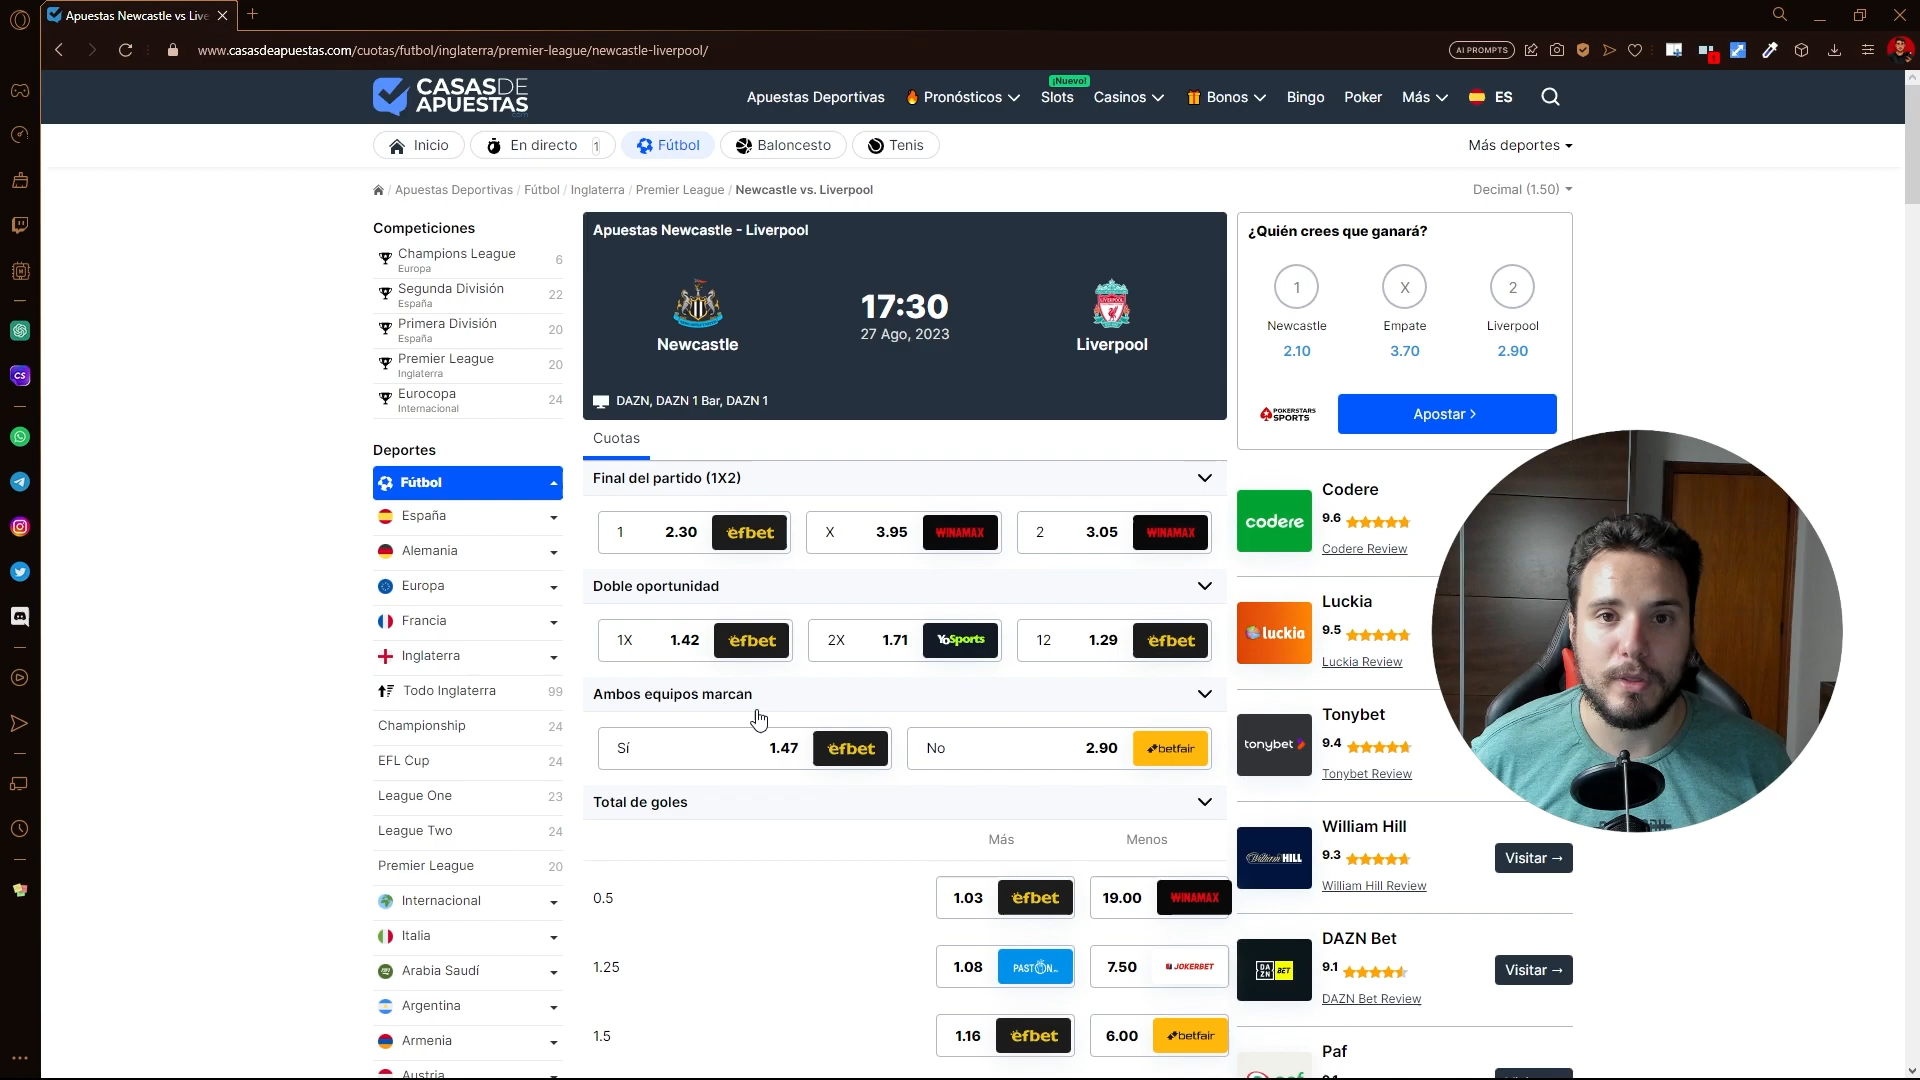 Apuestas Newcastle vs Live
www.casasdeapuestas.com/cuotas/futbol/inglaterra/premier-league/newcastle-liverpool/
AI PROMPTS
1
CASASDE
APUESTAS
.com
Apuestas Deportivas
Pronósticos
¡Nuevo!
Slots
Casinos
Bonos
Bingo
Poker
Más
ES
Inicio
En directo 1
Fútbol
Baloncesto
Tenis
Más deportes
/ Apuestas Deportivas / Fútbol / Inglaterra / Premier League / Newcastle vs. Liverpool
Decimal (1.50)
Competiciones
Champions League 6
Europa
Segunda División 22
España
Primera División 20
España
Premier League 20
Inglaterra
Eurocopa 24
Internacional
Deportes
Fútbol
España
Alemania
Europa
Francia
Inglaterra
Todo Inglaterra 99
Championship 24
EFL Cup 24
League One 23
League Two 24
Premier League 20
Internacional
Italia
Arabia Saudí
Argentina
Armenia
Austria
Apuestas Newcastle - Liverpool
17:30
27 Ago, 2023
Newcastle
Liverpool
DAZN, DAZN 1 Bar, DAZN 1
Cuotas
Final del partido (1X2)
1 2.30 efbet
X 3.95 WINAMAX
2 3.05 WINAMAX
Doble oportunidad
1X 1.42 efbet
2X 1.71 YoSports
12 1.29 efbet
Ambos equipos marcan
Sí 1.47 efbet
No 2.90 betfair
Total de goles
Más Menos
0.5 1.03 efbet 19.00 WINAMAX
1.25 1.08 PASTON 7.50 JOKERBET
1.5 1.16 efbet 6.00 betfair
¿Quién crees que ganará?
1 X 2
Newcastle Empate Liverpool
2.10 3.70 2.90
POKERSTARS
SPORTS
Apostar >
codere
Codere
9.6
Codere Review
luckia
Luckia
9.5
Luckia Review
tonybet
Tonybet
9.4
Tonybet Review
William HILL
William Hill
9.3
William Hill Review
Visitar →
DA
ZN BET
DAZN Bet
9.1
DAZN Bet Review
Visitar →
Paf
CS